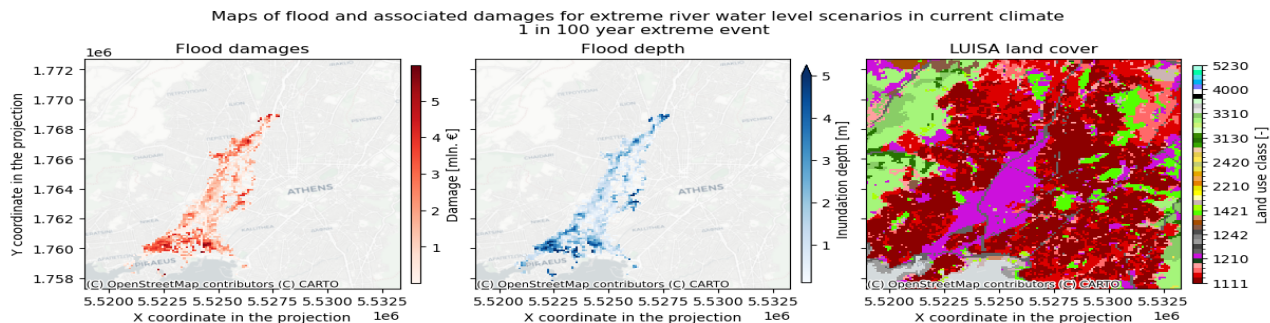 Maps of flood and associated damages for extreme river water level scenarios in current climate
1 in 100 year extreme event
Flood damages
1e6
1.772
1.770
1.768
1.766
1.764
1.762
1.760
1.758
Y coordinate in the projection
ATHENS
(C) OpenStreetMap contributors (C) CARTO
5.5200 5.5225 5.5250 5.5275 5.5300 5.5325
1e6
X coordinate in the projection
5
4
3
2
1
Damage [mln. €]
Flood depth
ATHENS
(C) OpenStreetMap contributors (C) CARTO
5.5200 5.5225 5.5250 5.5275 5.5300 5.5325
1e6
X coordinate in the projection
5
4
3
2
1
Inundation depth [m]
LUISA land cover
(C) OpenStreetMap contributors (C) CARTO
5.5200 5.5225 5.5250 5.5275 5.5300 5.5325
1e6
X coordinate in the projection
5230
4000
3310
3130
2420
2210
1421
1242
1210
1111
Land use class [-]